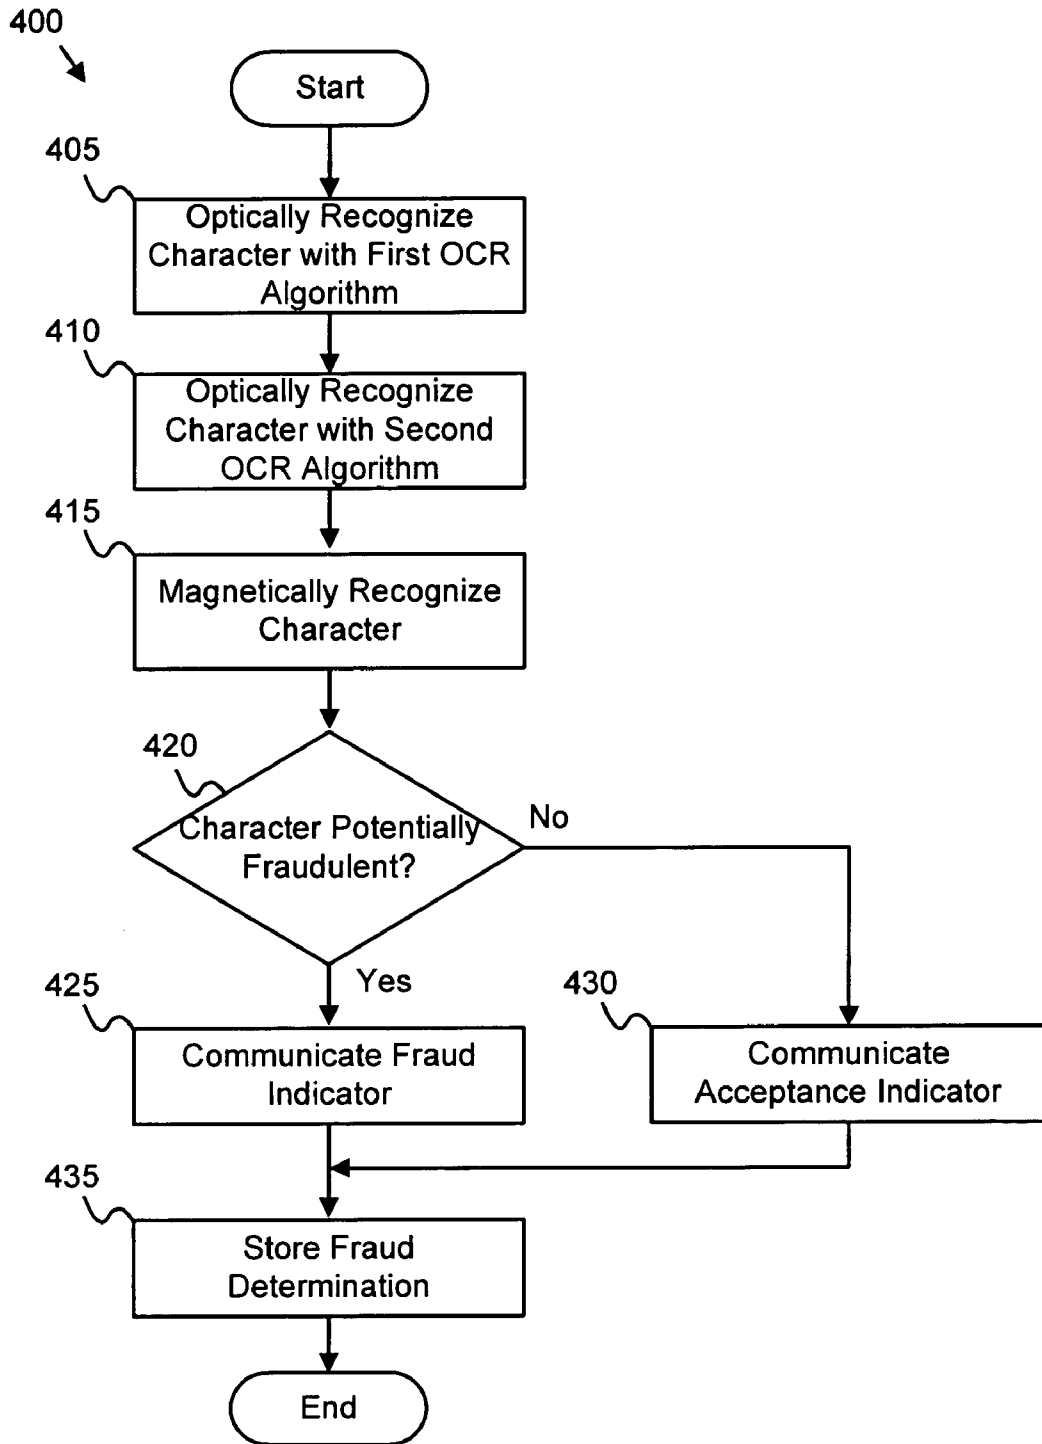 400
Start
405
Optically Recognize
Character with First OCR
Algorithm
410
Optically Recognize
Character with Second
OCR Algorithm
415
Magnetically Recognize
Character
420
Character Potentially
Fraudulent?
No
Yes
425
Communicate Fraud
Indicator
430
Communicate
Acceptance Indicator
435
Store Fraud
Determination
End